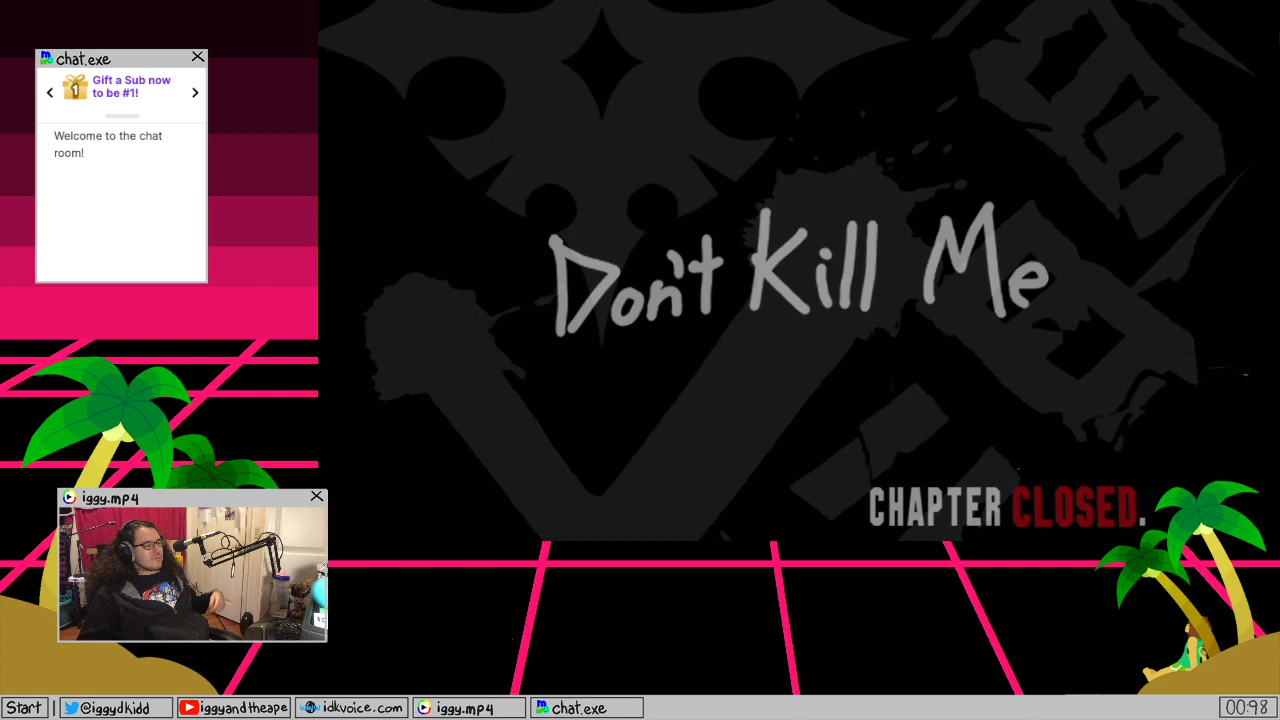 chat.exe
Gift a Sub now
to be #1!
1
Welcome to the chat
room!
Don't Kill Me
CHAPTER CLOSED.
iggy.mp4
Start | @iggydkidd iggyandtheape idkvoice.com iggy.mp4 chat.exe 00:98